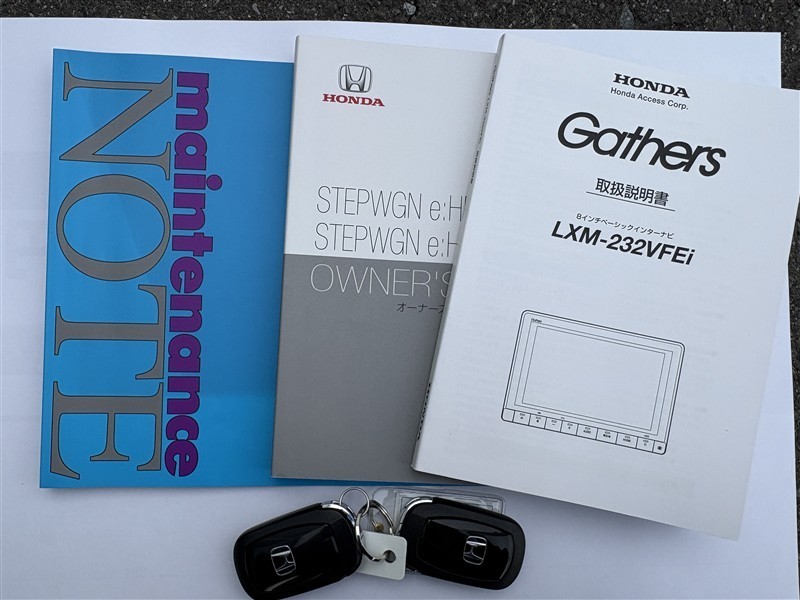 maintenance
NOTE
HONDA
STEPWGN e:H
STEPWGN e:H
OWNER'S
オーナーズ
HONDA
Honda Access Corp.
Gathers
取扱説明書
8インチベーシックインターナビ
LXM-232VFEi